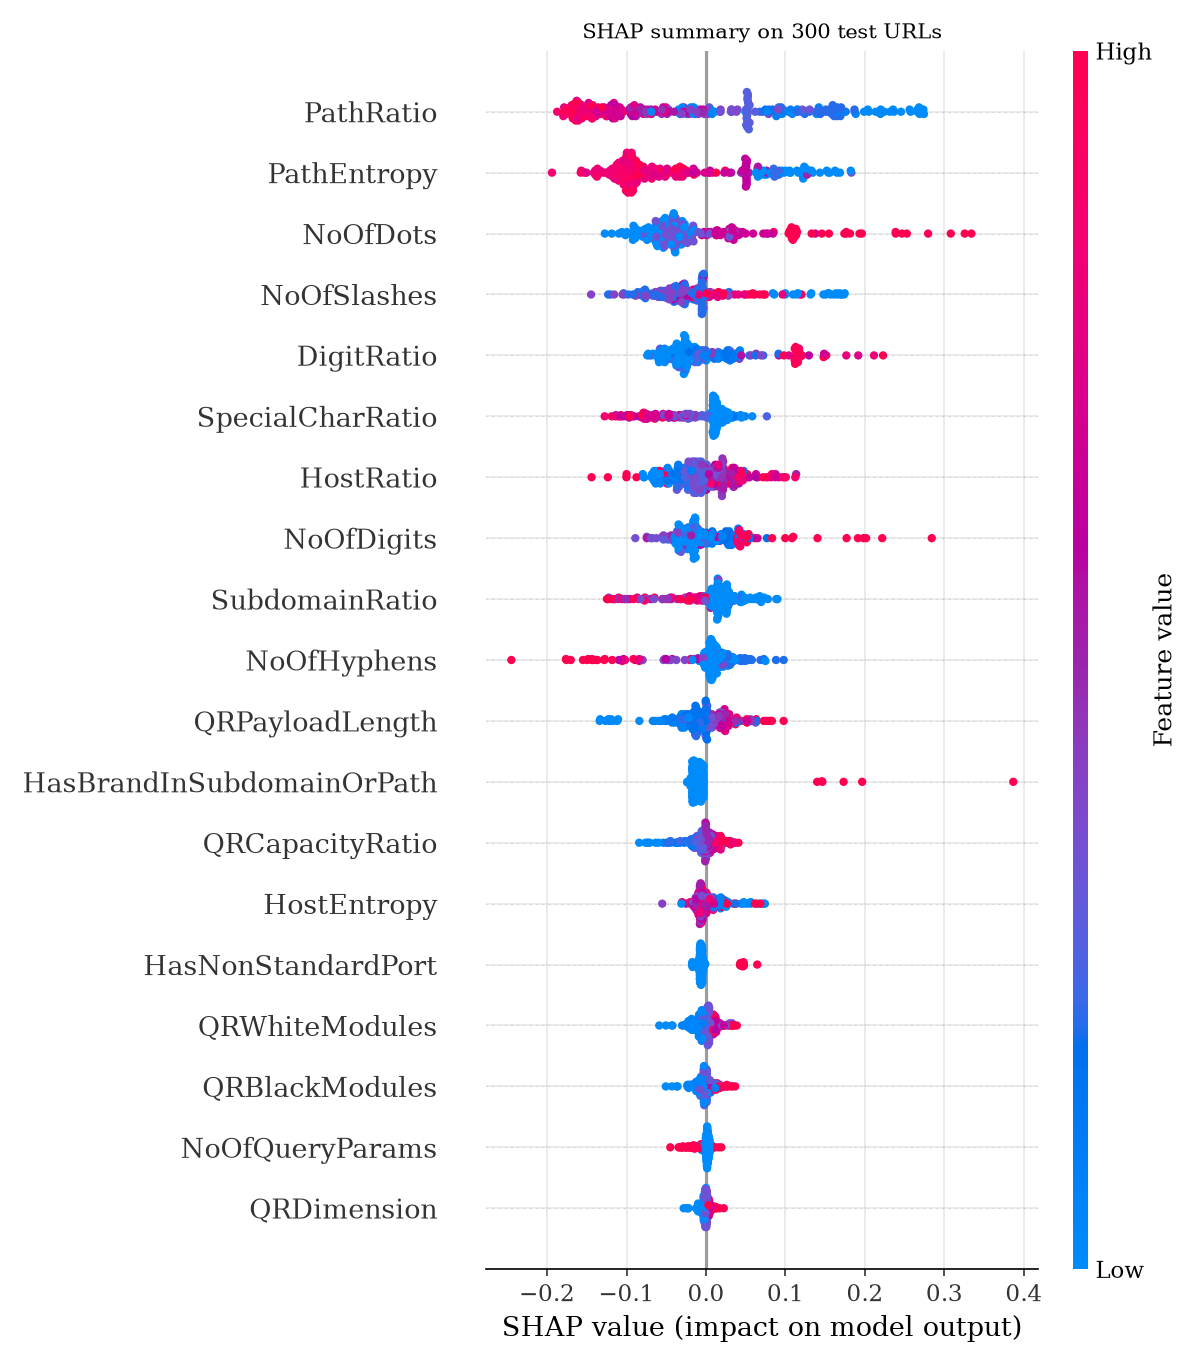 SHAP summary on 300 test URLs
High
PathRatio
PathEntropy
NoOfDots
NoOfSlashes
DigitRatio
SpecialCharRatio
HostRatio
NoOfDigits
SubdomainRatio
NoOfHyphens
QRPayloadLength
HasBrandInSubdomainOrPath
QRCapacityRatio
HostEntropy
HasNonStandardPort
QRWhiteModules
QRBlackModules
NoOfQueryParams
QRDimension
Feature value
Low
−0.2 −0.1 0.0 0.1 0.2 0.3 0.4
SHAP value (impact on model output)